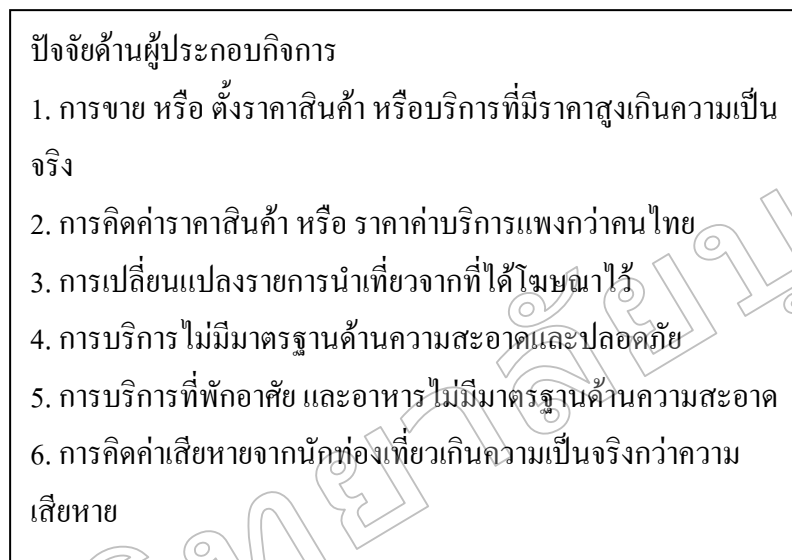 ปัจจัยด้านผู้ประกอบกิจการ
1. การขาย หรือ ตั้งราคาสินค้า หรือบริการที่มีราคาสูงเกินความเป็น
จริง
2. การคิดค่าราคาสินค้า หรือ ราคาค่าบริการแพงกว่าคนไทย
3. การเปลี่ยนแปลงรายการนำเที่ยวจากที่ได้โฆษณาไว้
4. การบริการไม่มีมาตรฐานด้านความสะอาดและปลอดภัย
5. การบริการที่พักอาศัย และอาหารไม่มีมาตรฐานด้านความสะอาด
6. การคิดค่าเสียหายจากนักท่องเที่ยวเกินความเป็นจริงกว่าความ
เสียหาย